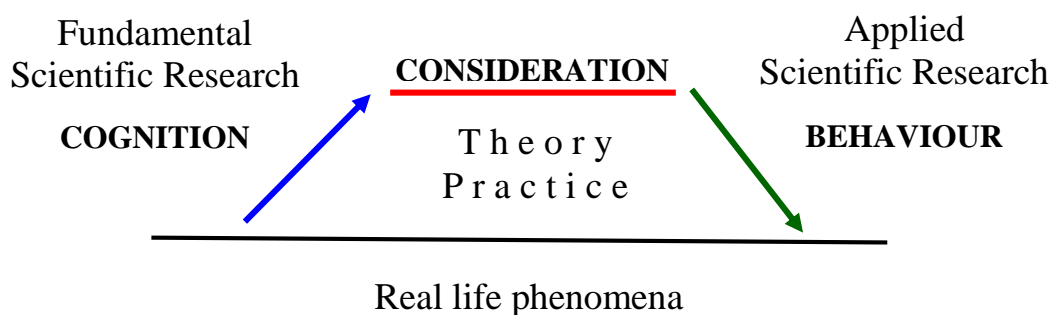 Fundamental
Scientific Research
COGNITION
CONSIDERATION
T h e o r y
P r a c t i c e
Applied
Scientific Research
BEHAVIOUR
Real life phenomena